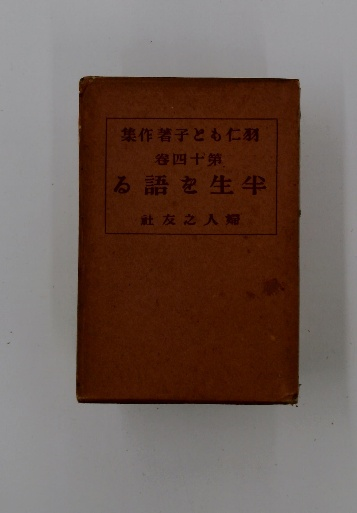 羽仁もと子著作集
第十四卷
半生を語る
婦人之友社